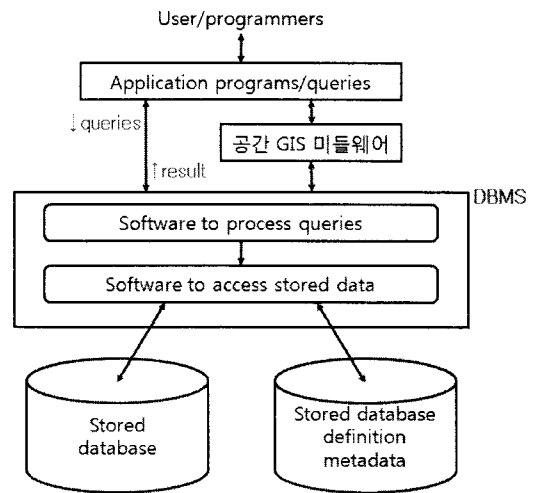 User/programmers
Application programs/queries
↓queries
공간 GIS 미들웨어
↑result
DBMS
Software to process queries
Software to access stored data
Stored
database
Stored database
definition
metadata